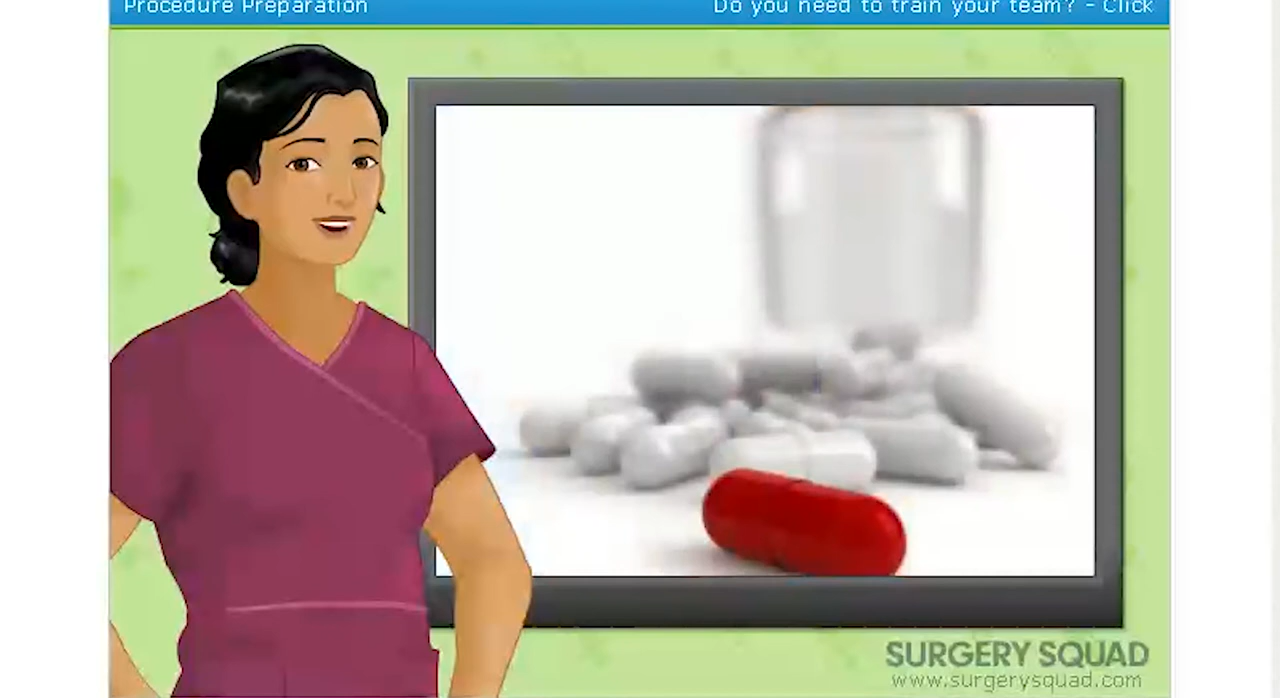 Procedure Preparation
Do you need to train your team? - Click
SURGERY SQUAD
www.surgerysquad.com